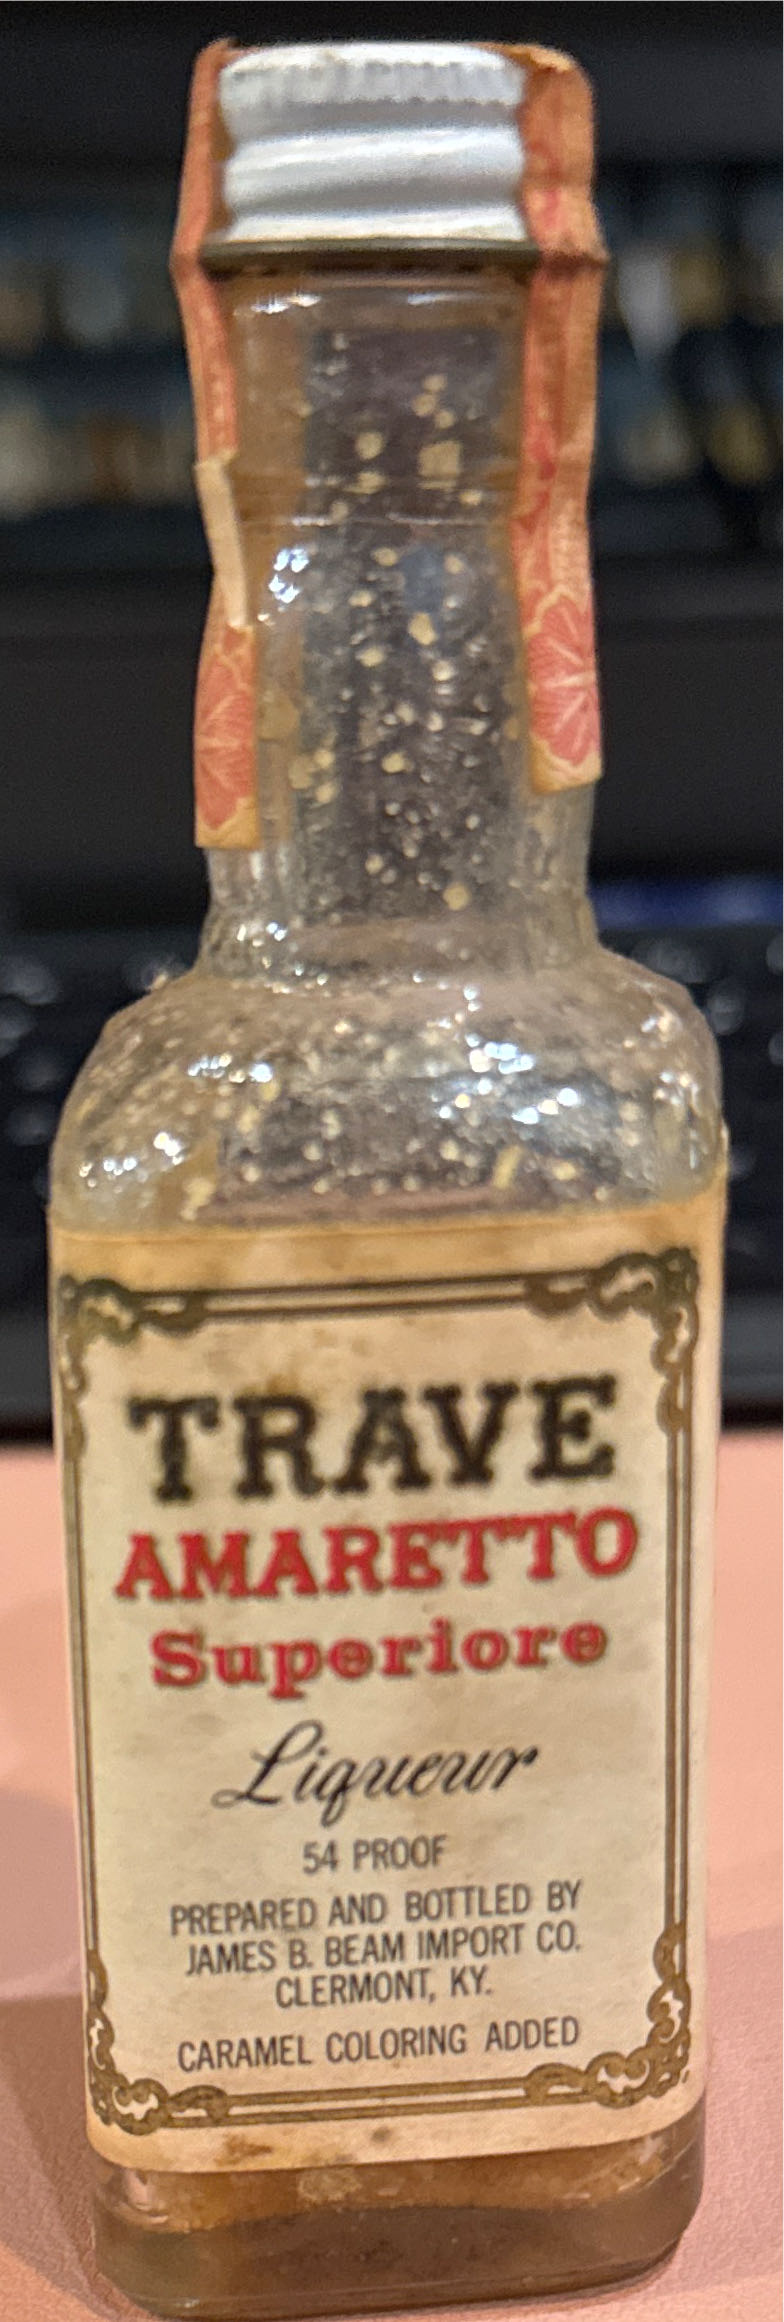 TRAVE
AMARETTO
Superiore
Liqueur
54 PROOF
PREPARED AND BOTTLED BY
JAMES B. BEAM IMPORT CO.
CLERMONT, KY.
CARAMEL COLORING ADDED